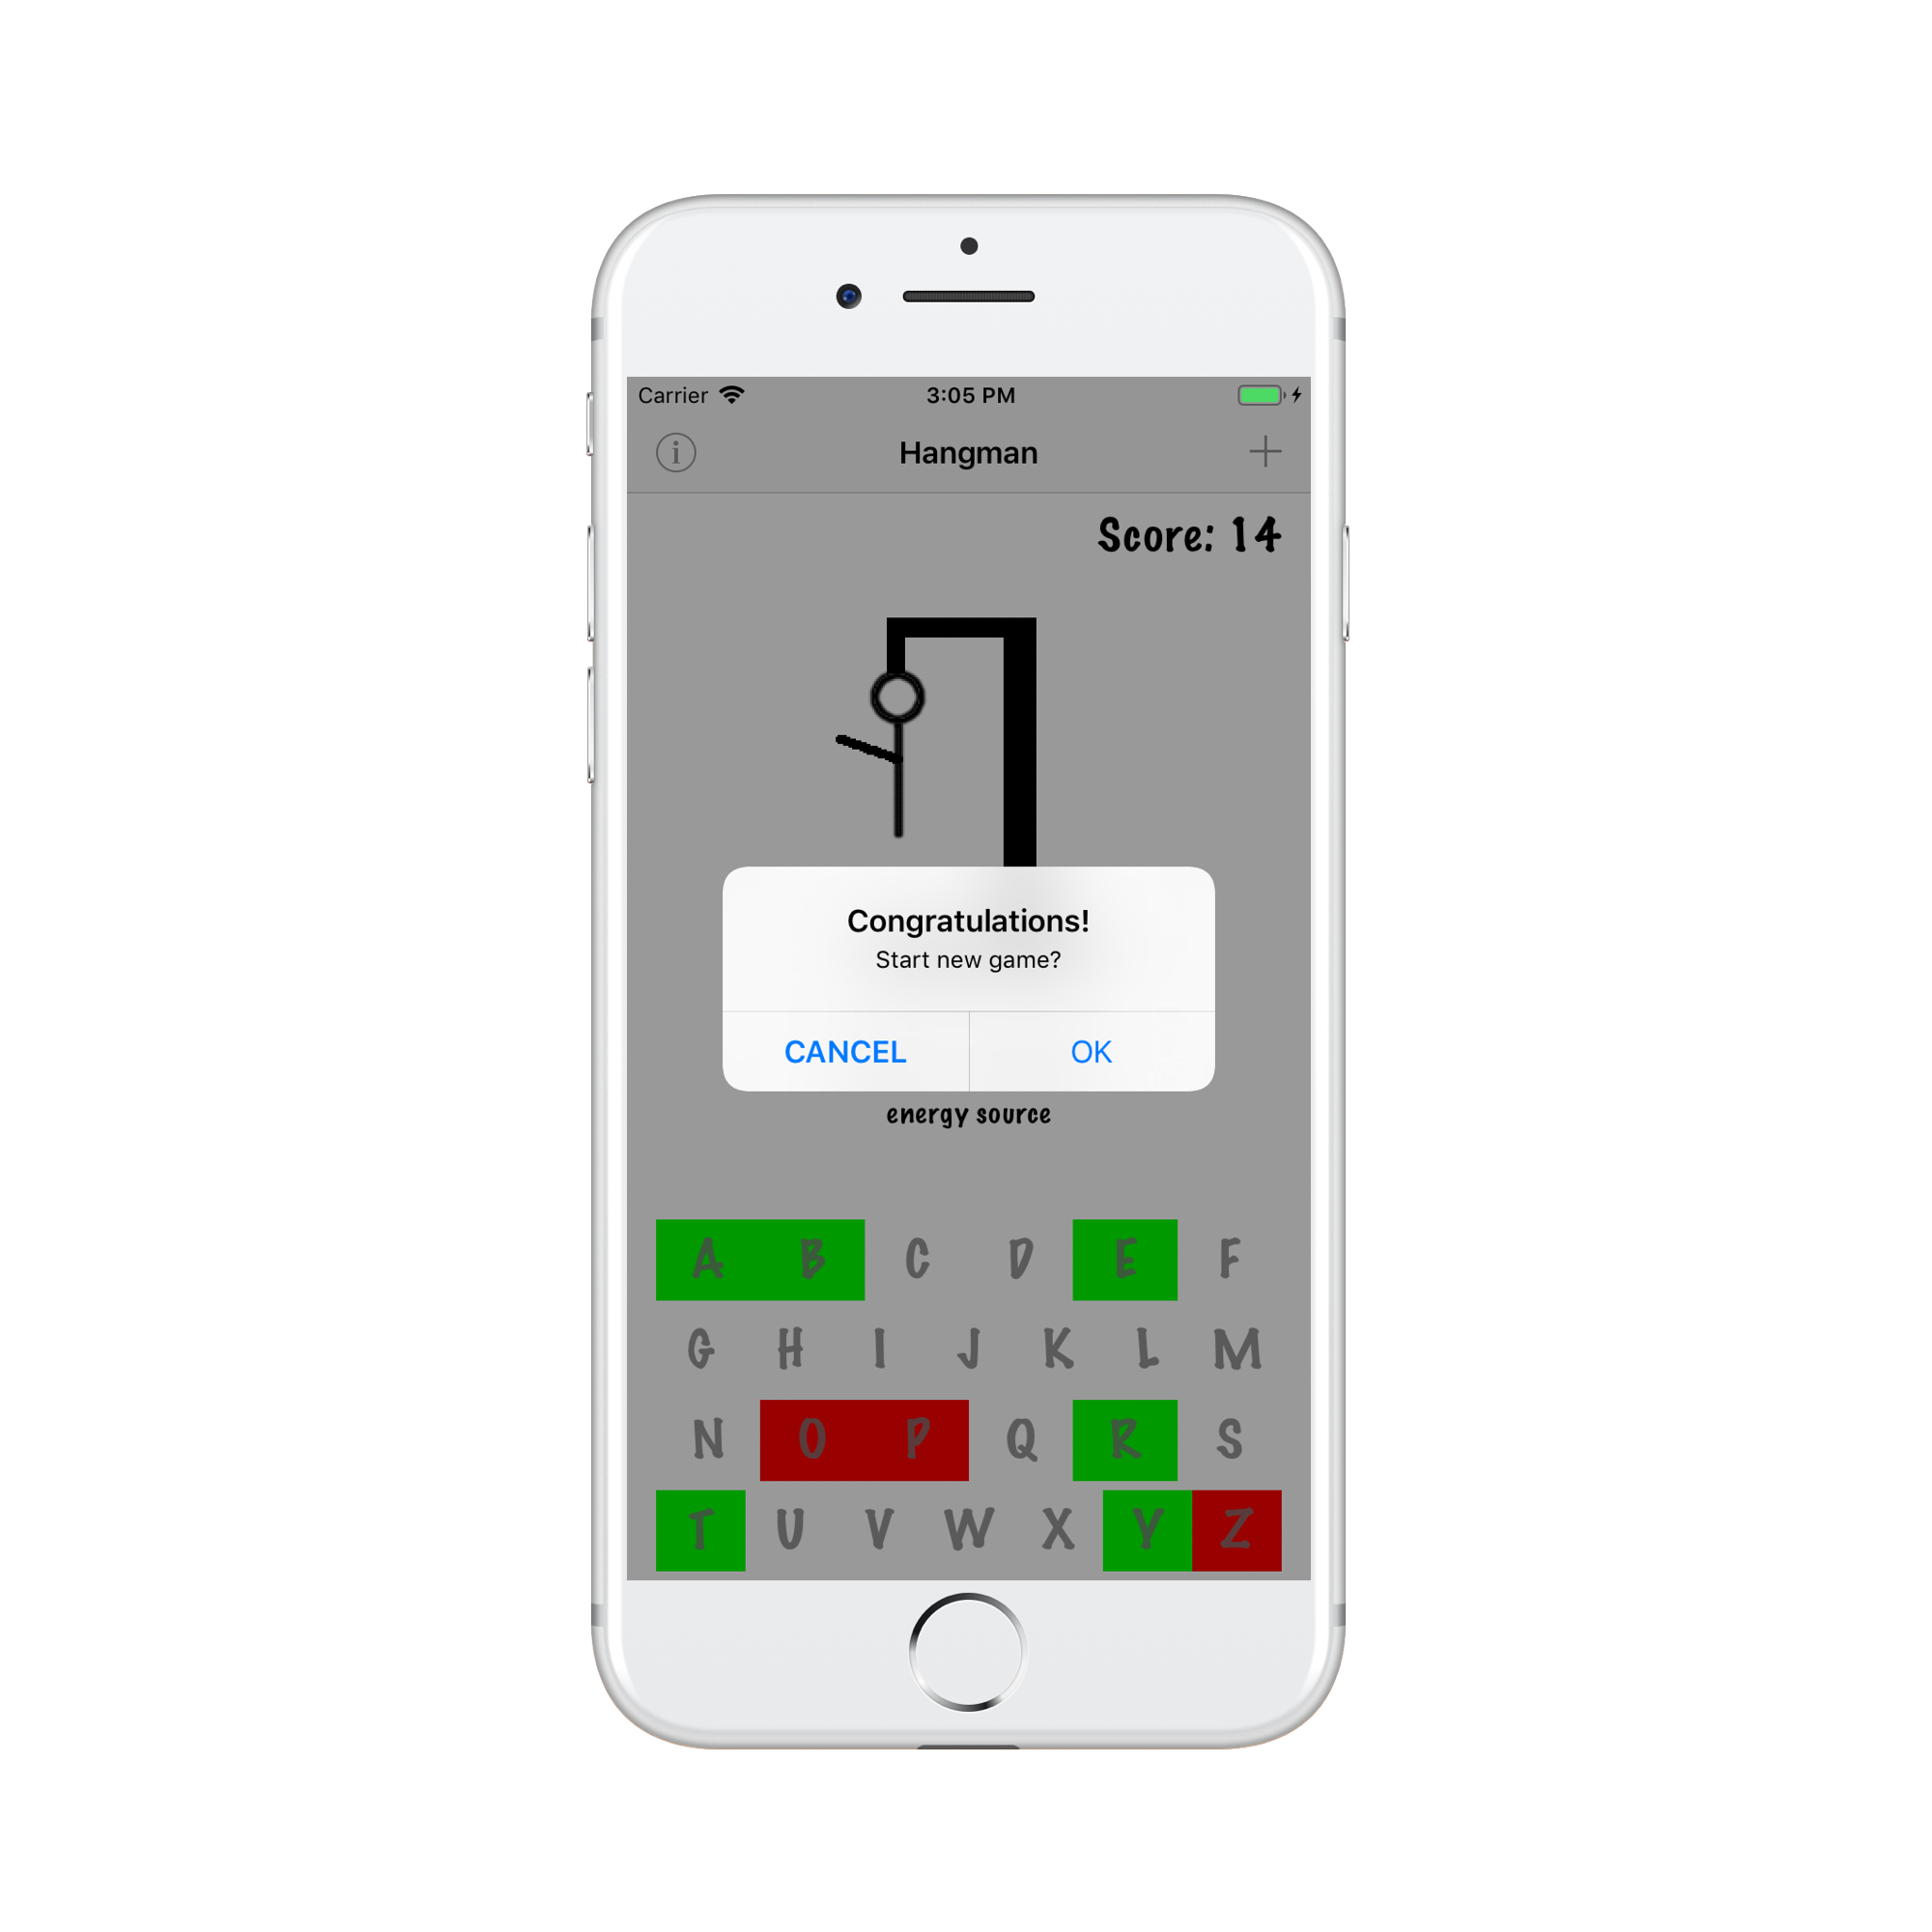 Carrier 3:05 PM
Hangman
Score: 14
Congratulations!
Start new game?
CANCEL OK
energy source
A B C D E F
G H I J K L M
N O P Q R S
T U V W X Y Z